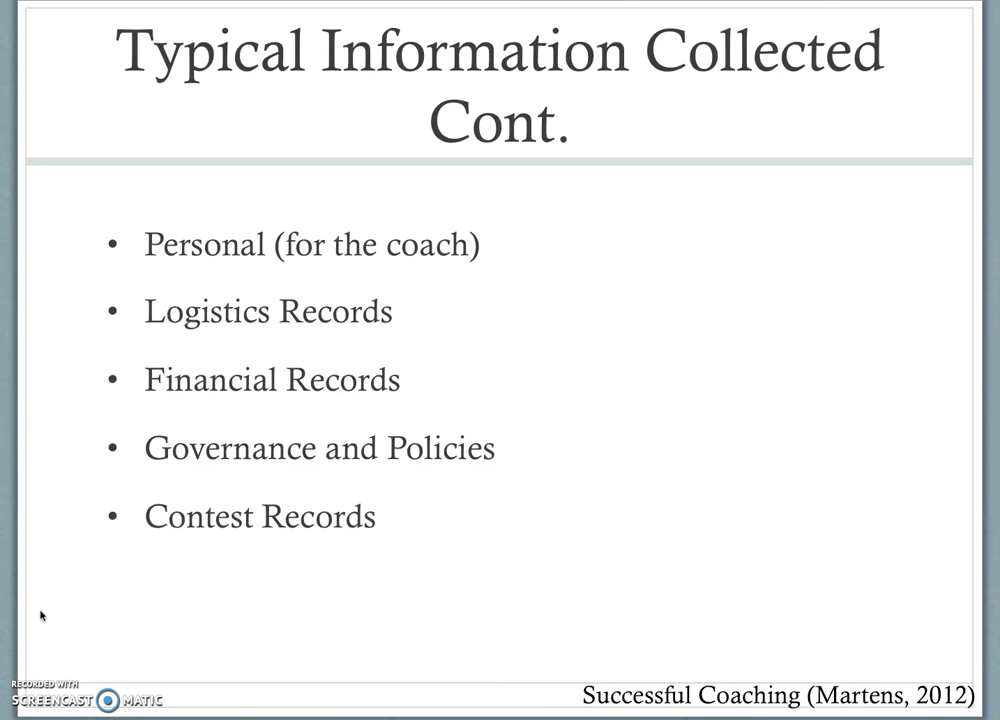 Typical Information Collected
Cont.
• Personal (for the coach)
• Logistics Records
• Financial Records
• Governance and Policies
• Contest Records
Successful Coaching (Martens, 2012)
RECORDED WITH
SCREENCAST MATIC